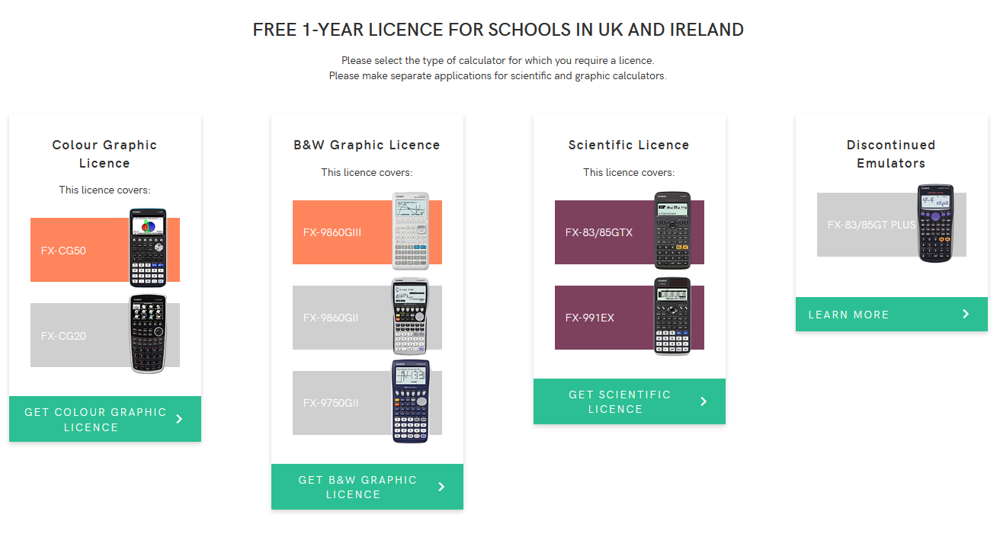 FREE 1-YEAR LICENCE FOR SCHOOLS IN UK AND IRELAND
Please select the type of calculator for which you require a licence.
Please make separate applications for scientific and graphic calculators.
Colour Graphic
Licence
This licence covers:
FX-CG50
FX-CG20
GET COLOUR GRAPHIC
LICENCE
B&W Graphic Licence
This licence covers:
FX-9860GIII
FX-9860GII
FX-9750GII
GET B&W GRAPHIC
LICENCE
Scientific Licence
This licence covers:
FX-83/85GTX
FX-991EX
GET SCIENTIFIC
LICENCE
Discontinued
Emulators
FX-83/85GT PLUS
LEARN MORE